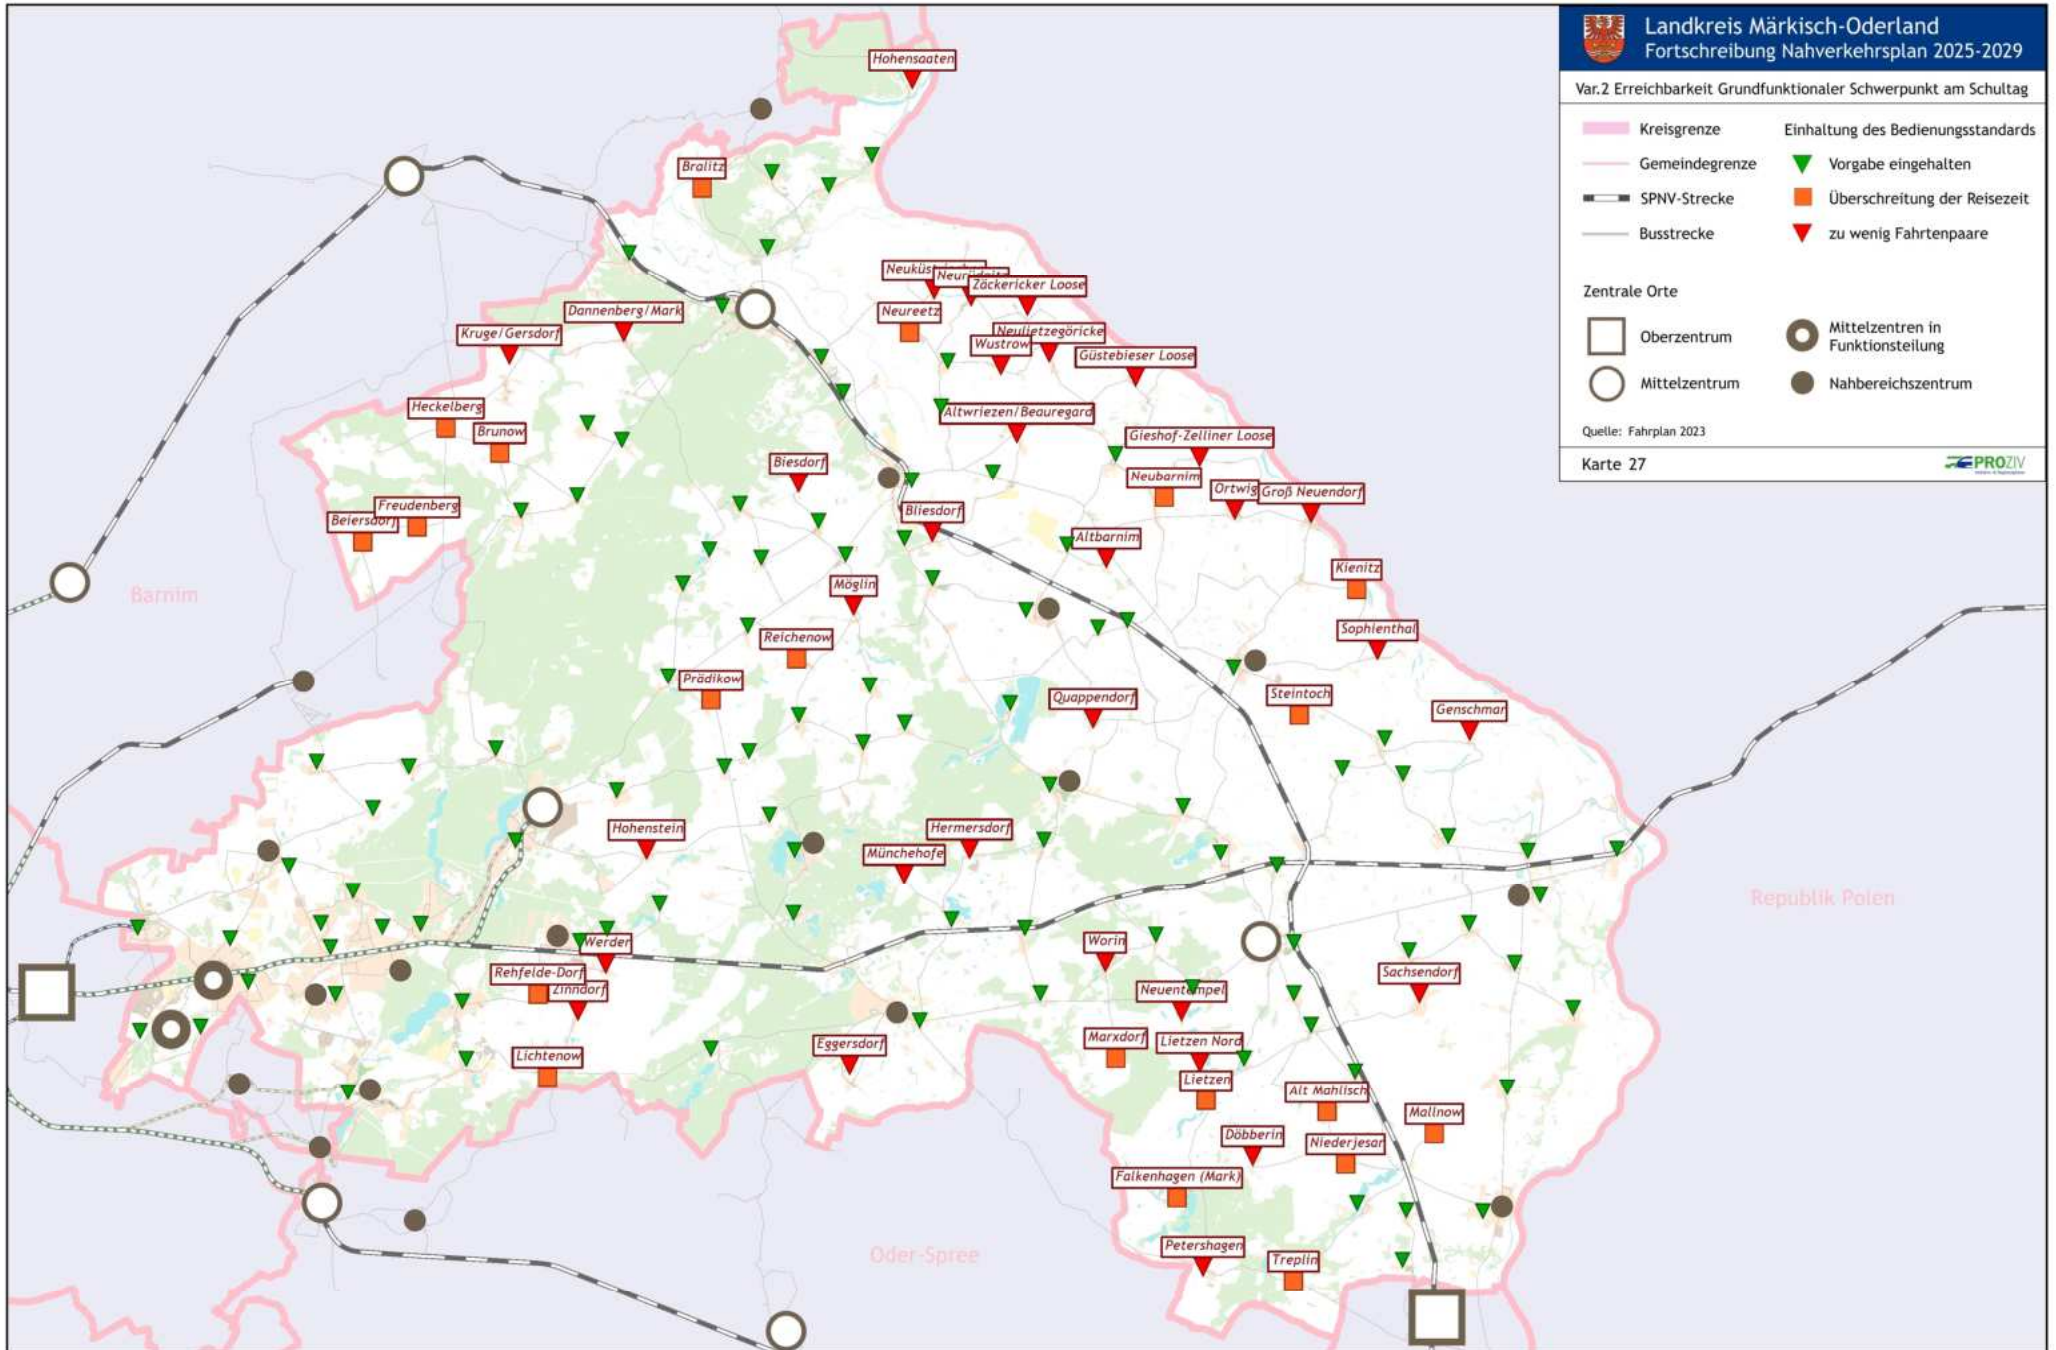 Landkreis Märkisch-Oderland
Fortschreibung Nahverkehrsplan 2025-2029
Var.2 Erreichbarkeit Grundfunktionaler Schwerpunkt am Schultag
Kreisgrenze
Gemeindegrenze
SPNV-Strecke
Busstrecke
Einhaltung des Bedienungsstandards
Vorgabe eingehalten
Überschreitung der Reisezeit
zu wenig Fahrtenpaare
Zentrale Orte
Oberzentrum
Mittelzentrum
Mittelzentren in
Funktionsteilung
Nahbereichszentrum
Quelle: Fahrplan 2023
Karte 27
PROZIV
Hohensaaten
Bralitz
Zäckericker Loose
Neureetz
Dannenberg/Mark
Kruge/Gersdorf
Neulietzegöricke
Wustrow
Güstebieser Loose
Heckelberg
Brunow
Altwriezen/Beauregard
Gieshof-Zelliner Loose
Biesdorf
Neubarnim
Ortwig
Groß Neuendorf
Freudenberg
Beiersdorf
Bliesdorf
Altbarnim
Kienitz
Barnim
Möglin
Reichenow
Sophienthal
Prädikow
Quappendorf
Steintoch
Genschmar
Hohenstein
Hermersdorf
Münchehofe
Republik Polen
Werder
Worin
Rehfelde-Dorf
Zinndorf
Sachsendorf
Neuentempel
Eggersdorf
Marxdorf
Lietzen Nord
Lichtenow
Lietzen
Alt Mahlisch
Mallnow
Döbberin
Niederjesar
Falkenhagen (Mark)
Oder-Spree
Petershagen
Treplin